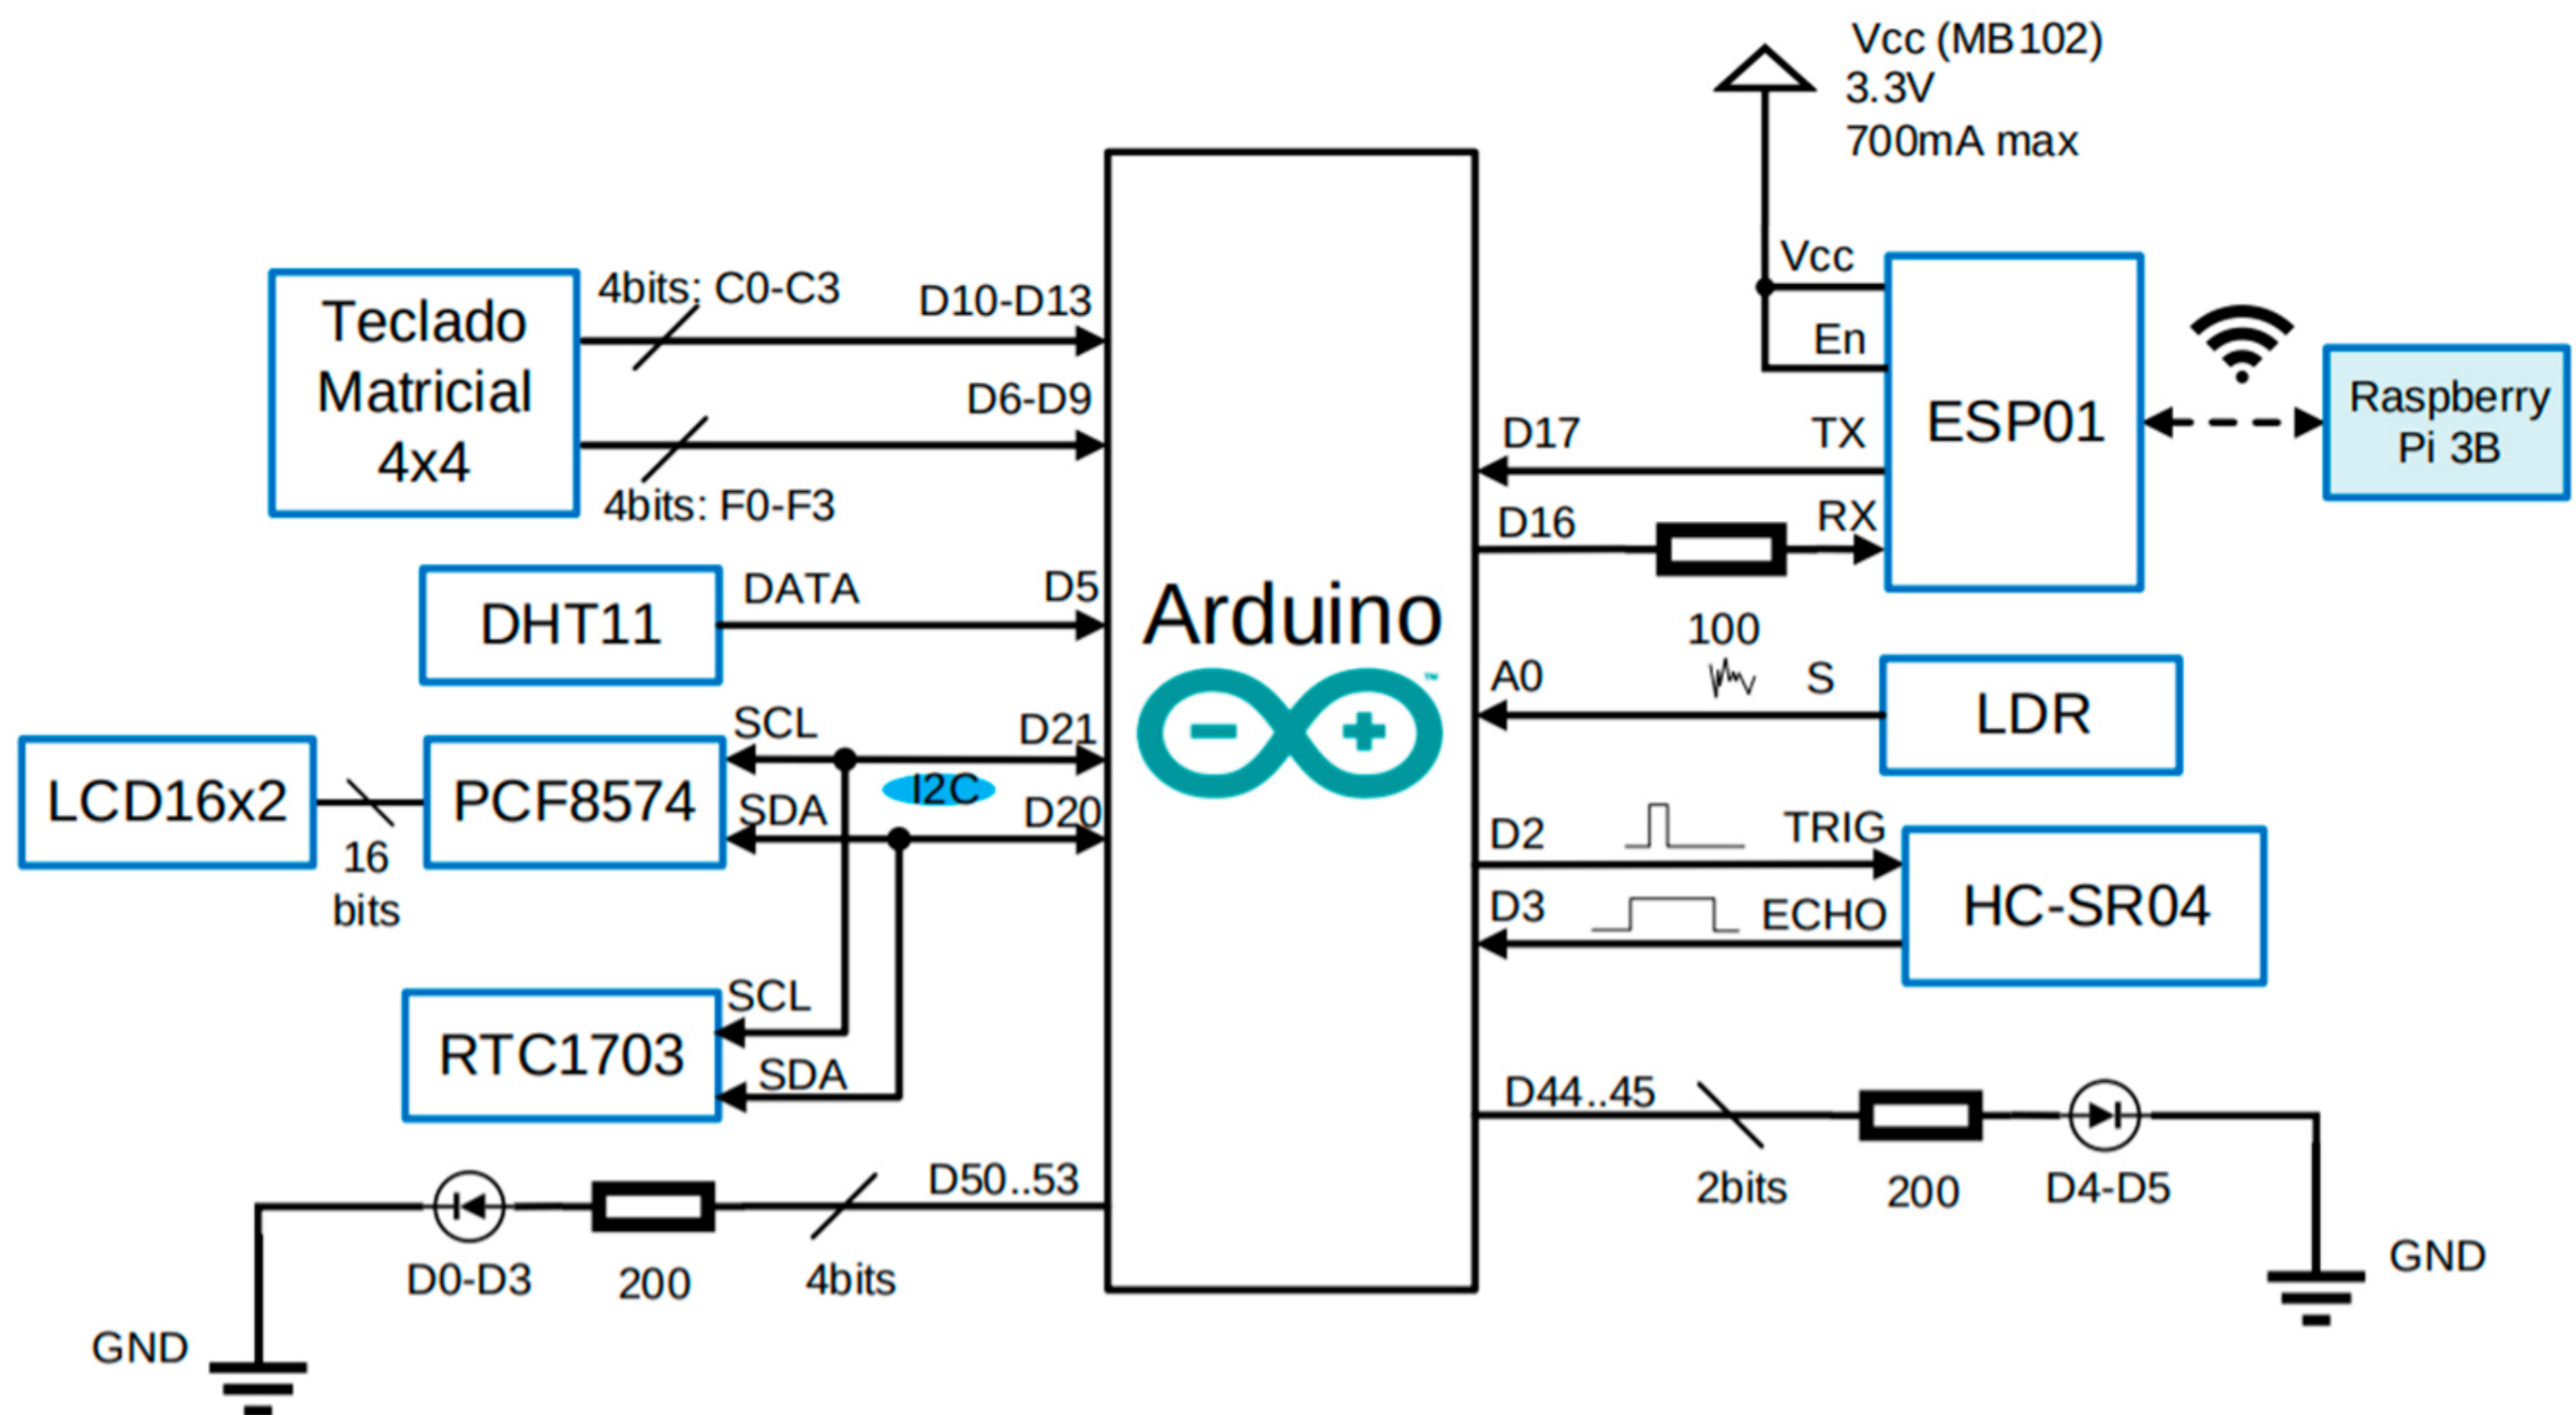 Vcc (MB102)
3.3V
700mA max
Teclado
Matricial
4x4
4bits: C0-C3
D10-D13
D6-D9
4bits: F0-F3
DHT11
DATA
D5
LCD16x2
16
bits
PCF8574
SCL
D21
I2C
SDA
D20
RTC1703
SCL
SDA
D50..53
4bits
200
D0-D3
GND
Arduino
™
Vcc
En
TX
RX
ESP01
D17
D16
100
Raspberry
Pi 3B
A0
S
LDR
D2
TRIG
D3
ECHO
HC-SR04
D44..45
2bits
200
D4-D5
GND